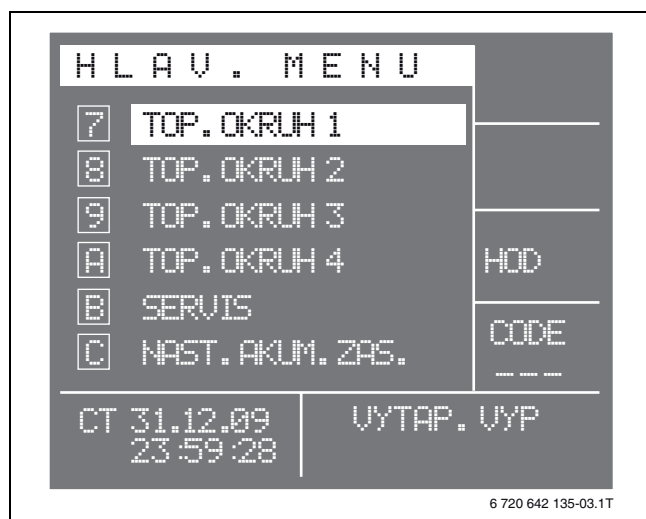 HLAV. MENU
7 TOP. OKRUH 1
8 TOP. OKRUH 2
9 TOP. OKRUH 3
A TOP. OKRUH 4
B SERVIS
C NAST. AKUM. ZAS.
HOD
CODE
---
CT 31.12.09
23:59:28
VYTAP. VYP
6 720 642 135-03.1T